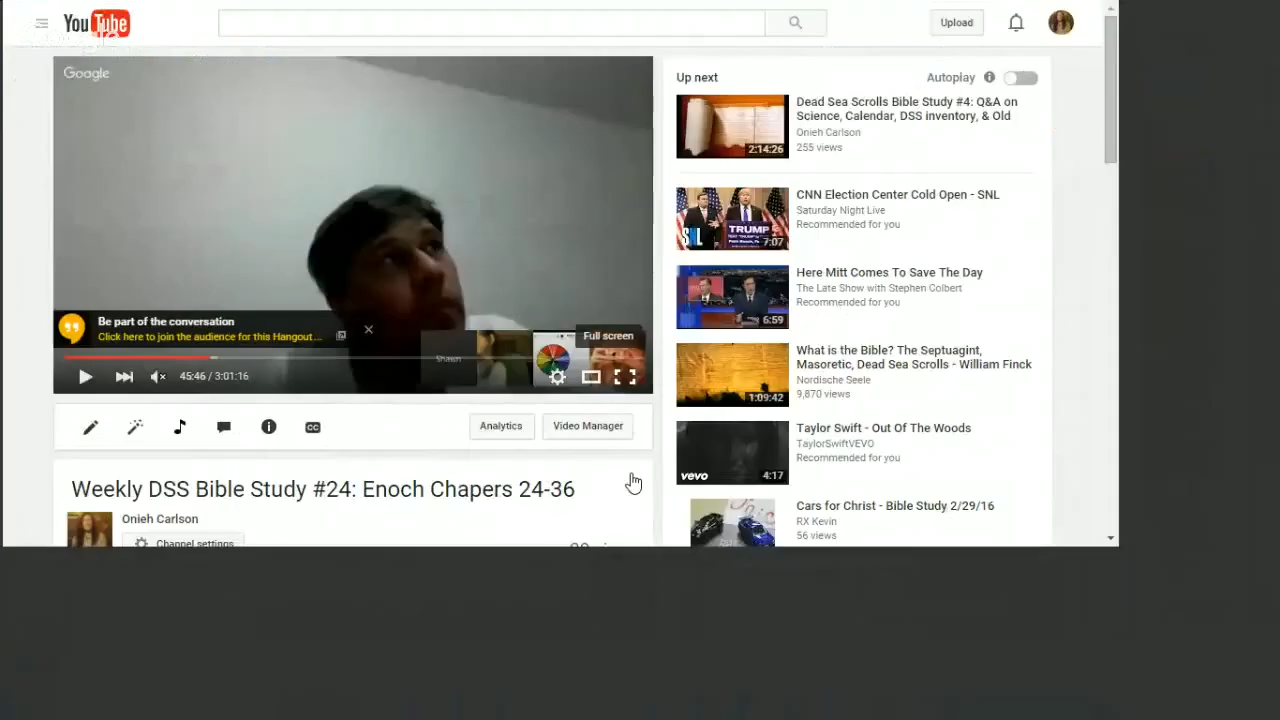 YouTube
Upload
Google
Up next
Autoplay
Dead Sea Scrolls Bible Study #4: Q&A on
Science, Calendar, DSS inventory, & Old
Onieh Carlson
255 views
2:14:26
CNN Election Center Cold Open - SNL
Saturday Night Live
Recommended for you
SNL
TRUMP
7:07
Here Mitt Comes To Save The Day
The Late Show with Stephen Colbert
Recommended for you
6:59
Be part of the conversation
Click here to join the audience for this Hangout...
Full screen
Shawn
45:46 / 3:01:16
What is the Bible? The Septuagint,
Masoretic, Dead Sea Scrolls - William Finck
Nordische Seele
9,870 views
1:09:42
CC
Analytics
Video Manager
Taylor Swift - Out Of The Woods
TaylorSwiftVEVO
Recommended for you
vevo
4:17
Weekly DSS Bible Study #24: Enoch Chapers 24-36
Onieh Carlson
Channel settings
Cars for Christ - Bible Study 2/29/16
RX Kevin
56 views